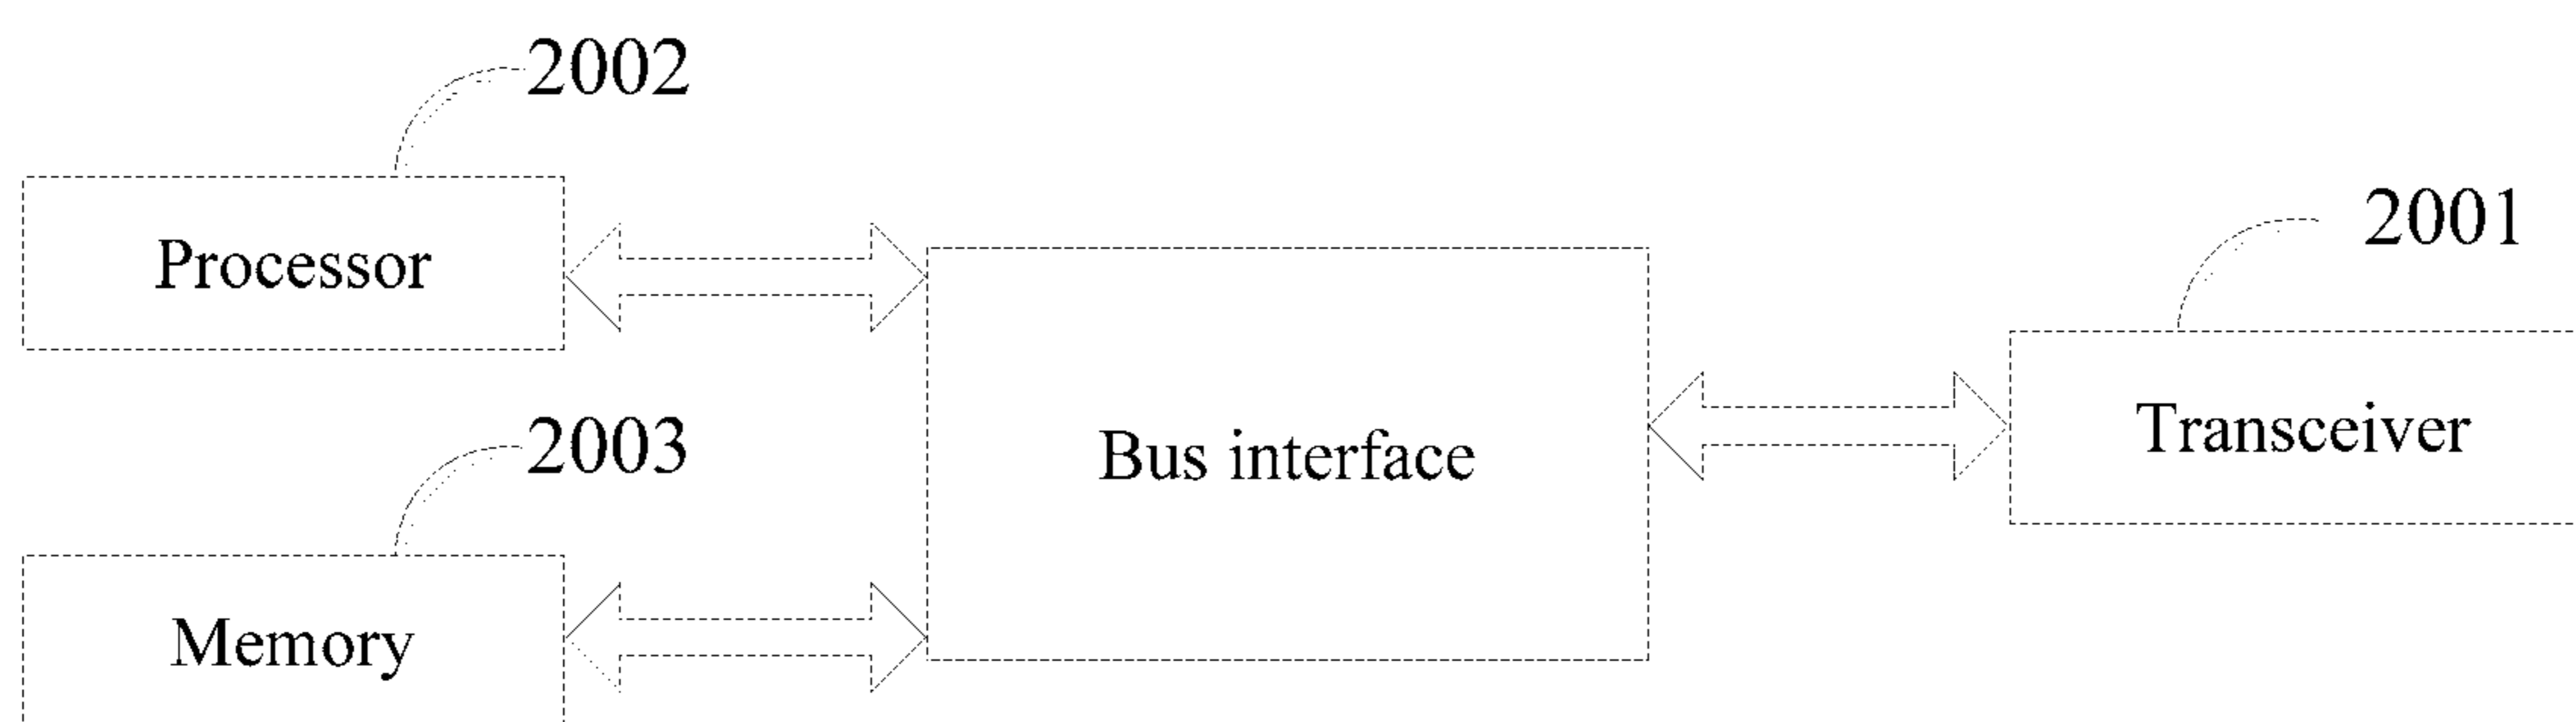 2002
Processor
2001
Transceiver
Bus interface
2003
Memory